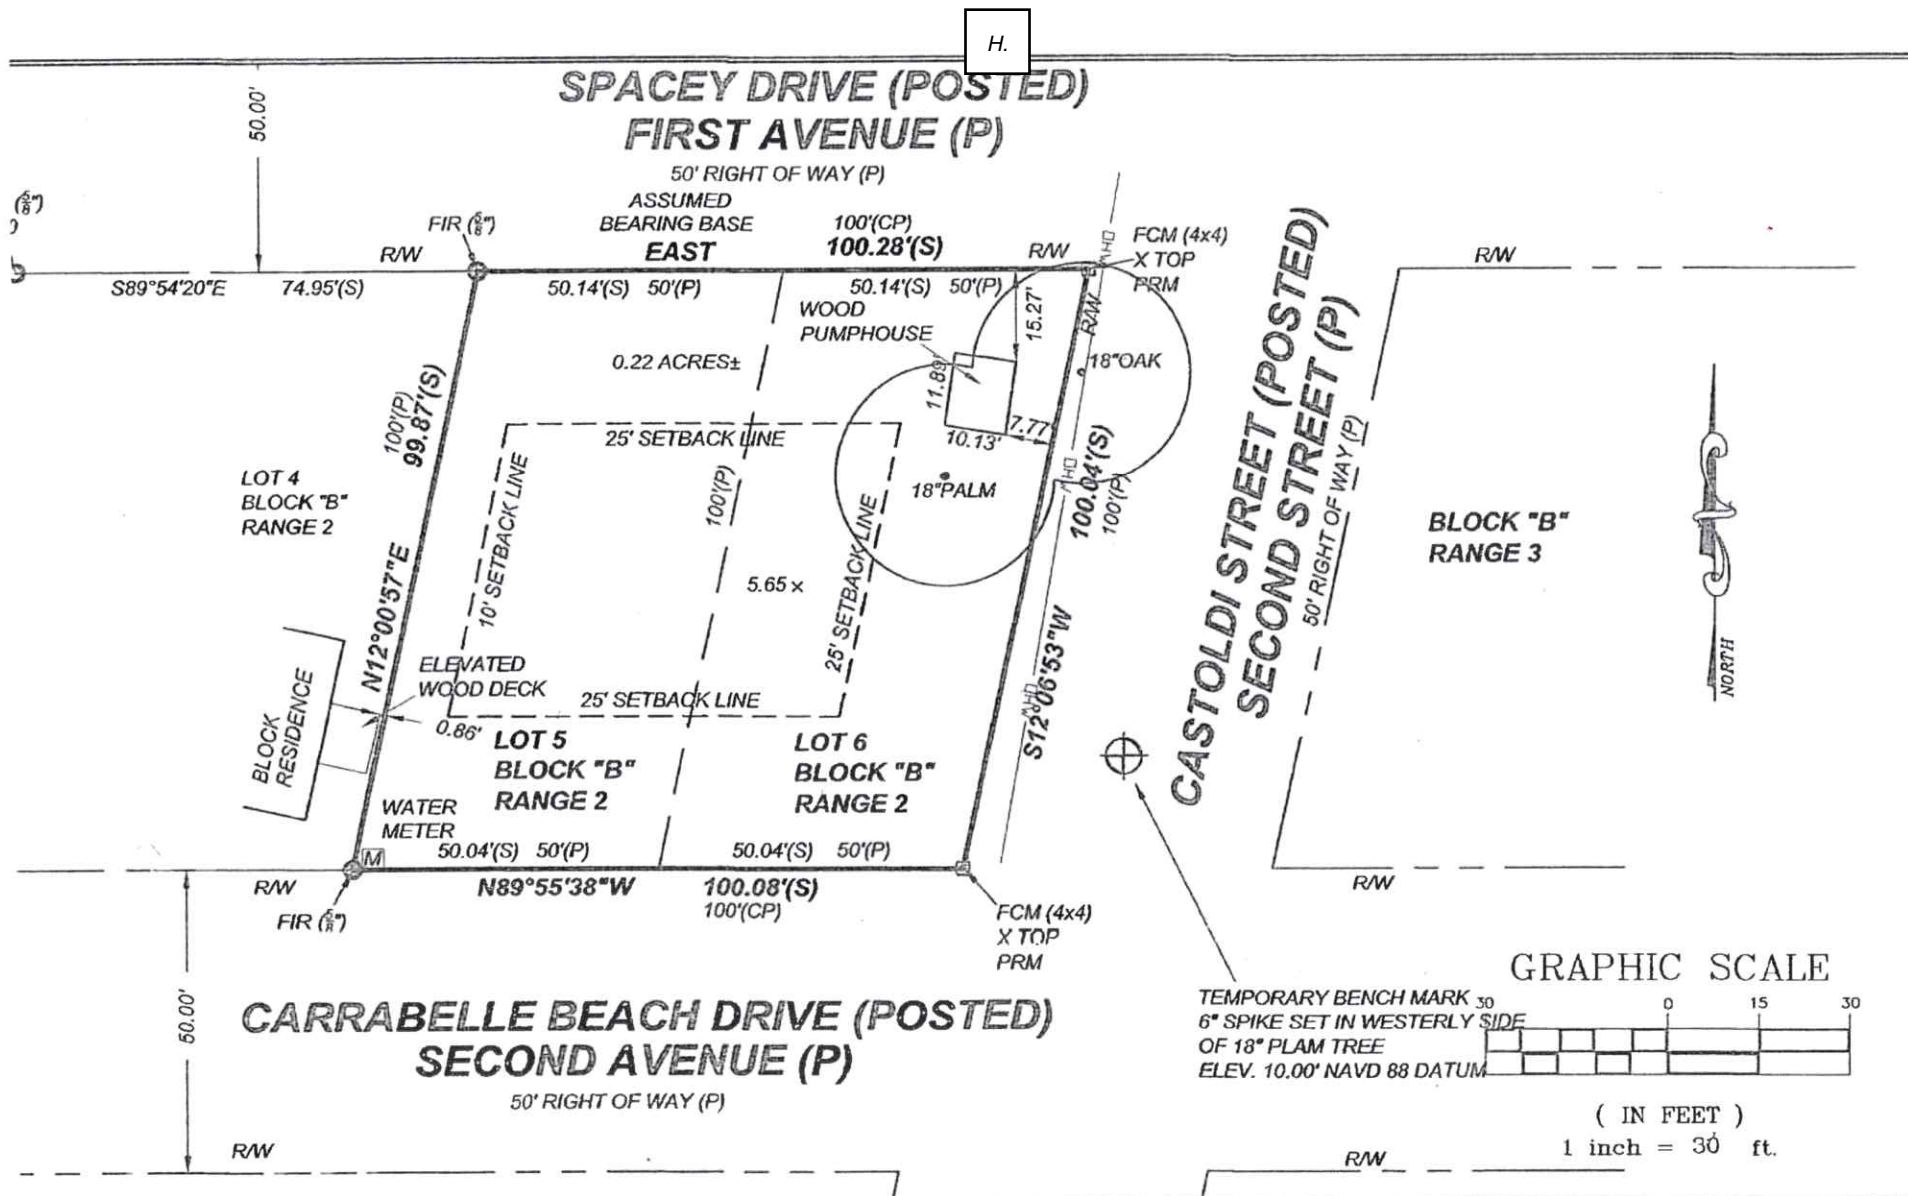 H.
SPACEY DRIVE (POSTED)
FIRST AVENUE (P)
50' RIGHT OF WAY (P)
50.00'
(5/8")
FIR (5/8")
ASSUMED
BEARING BASE
EAST
100'(CP)
100.28'(S)
R/W
R/W
FCM (4x4)
X TOP
PRM
R/W
S89°54'20"E
74.95'(S)
50.14'(S) 50'(P)
50.14'(S) 50'(P)
WOOD
PUMPHOUSE
15.27'
R/W
OHW
0.22 ACRES±
11.89'
10.13'
7.77'
18"OAK
18"PALM
100'(P)
99.87'(S)
N12°00'57"E
LOT 4
BLOCK "B"
RANGE 2
25' SETBACK LINE
10' SETBACK LINE
100'(P)
5.65 ×
25' SETBACK LINE
25' SETBACK LINE
OHW
100.04'(S)
100'(P)
S12°06'53"W
OHW
CASTOLDI STREET (POSTED)
SECOND STREET (P)
50' RIGHT OF WAY (P)
BLOCK "B"
RANGE 3
NORTH
ELEVATED
WOOD DECK
0.86'
BLOCK
RESIDENCE
LOT 5
BLOCK "B"
RANGE 2
LOT 6
BLOCK "B"
RANGE 2
WATER
METER
M
50.04'(S) 50'(P)
50.04'(S) 50'(P)
R/W
N89°55'38"W
100.08'(S)
100'(CP)
R/W
FIR (5/8")
FCM (4x4)
X TOP
PRM
50.00'
CARRABELLE BEACH DRIVE (POSTED)
SECOND AVENUE (P)
50' RIGHT OF WAY (P)
TEMPORARY BENCH MARK
6" SPIKE SET IN WESTERLY SIDE
OF 18" PLAM TREE
ELEV. 10.00' NAVD 88 DATUM
GRAPHIC SCALE
30 0 15 30
( IN FEET )
1 inch = 30 ft.
R/W
R/W